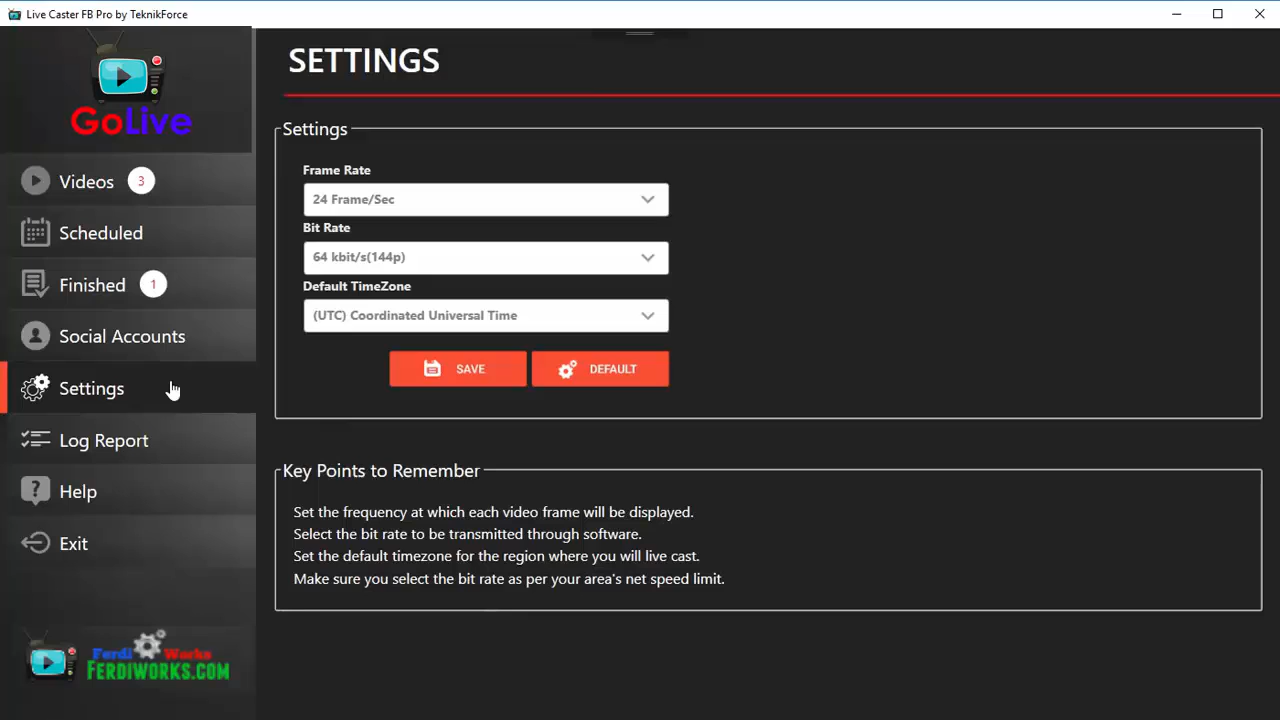 Live Caster FB Pro by TeknikForce
GoLive
Videos 3
Scheduled
Finished 1
Social Accounts
Settings
Log Report
Help
Exit
Ferdi Works
FERDIWORKS.COM
SETTINGS
Settings
Frame Rate
24 Frame/Sec
Bit Rate
64 kbit/s(144p)
Default TimeZone
(UTC) Coordinated Universal Time
SAVE DEFAULT
Key Points to Remember
Set the frequency at which each video frame will be displayed.
Select the bit rate to be transmitted through software.
Set the default timezone for the region where you will live cast.
Make sure you select the bit rate as per your area's net speed limit.